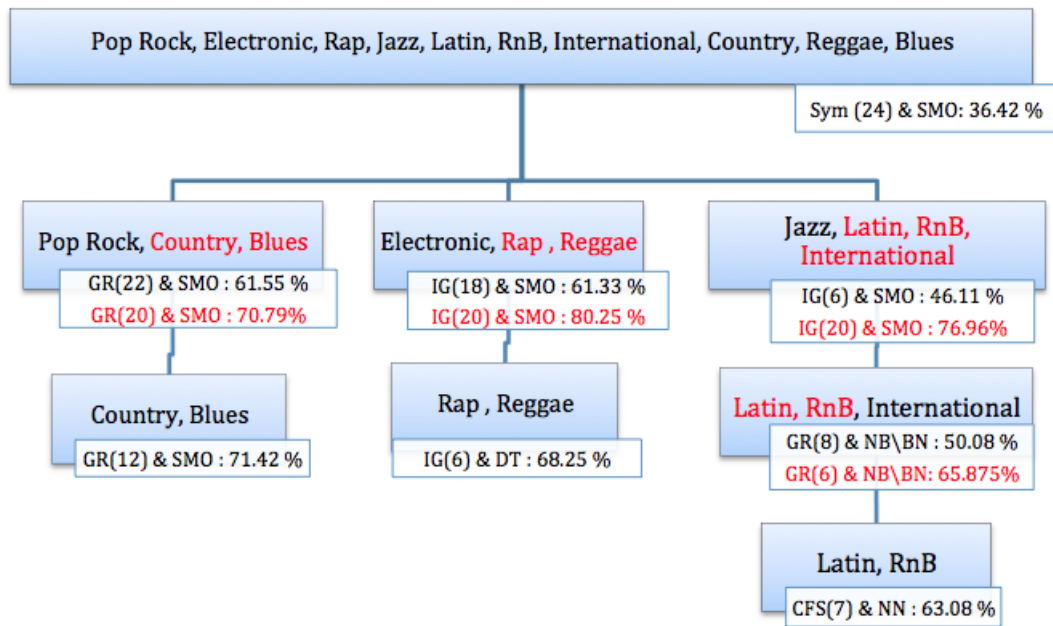 Pop Rock, Electronic, Rap, Jazz, Latin, RnB, International, Country, Reggae, Blues
Sym (24) & SMO: 36.42 %
Pop Rock, Country, Blues
GR(22) & SMO : 61.55 %
GR(20) & SMO : 70.79%
Electronic, Rap , Reggae
IG(18) & SMO : 61.33 %
IG(20) & SMO : 80.25 %
Jazz, Latin, RnB,
International
IG(6) & SMO : 46.11 %
IG(20) & SMO : 76.96%
Country, Blues
GR(12) & SMO : 71.42 %
Rap , Reggae
IG(6) & DT : 68.25 %
Latin, RnB, International
GR(8) & NB\BN : 50.08 %
GR(6) & NB\BN: 65.875%
Latin, RnB
CFS(7) & NN : 63.08 %